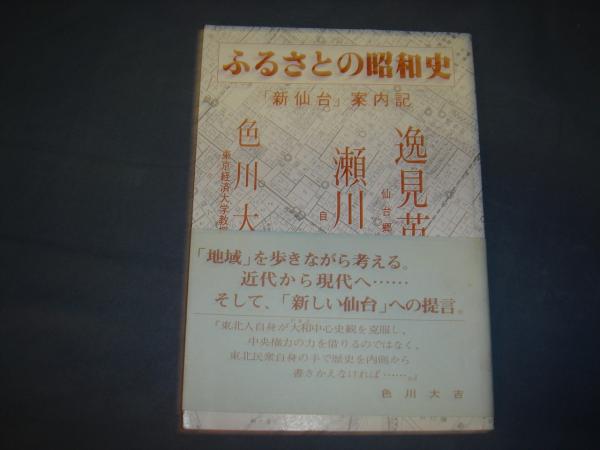 ふるさとの昭和史
「新仙台」案内記
逸見英
仙台郷
瀬川
自
色川大
東京経済大学教授
「地域」を歩きながら考える。
近代から現代へ……
そして、「新しい仙台」への提言。
『東北人自身が大和中心史観を克服し、
中央権力の力を借りるのではなく、
東北民衆自身の手で歴史を内側から
書きかえなければ……。』
色川大吉